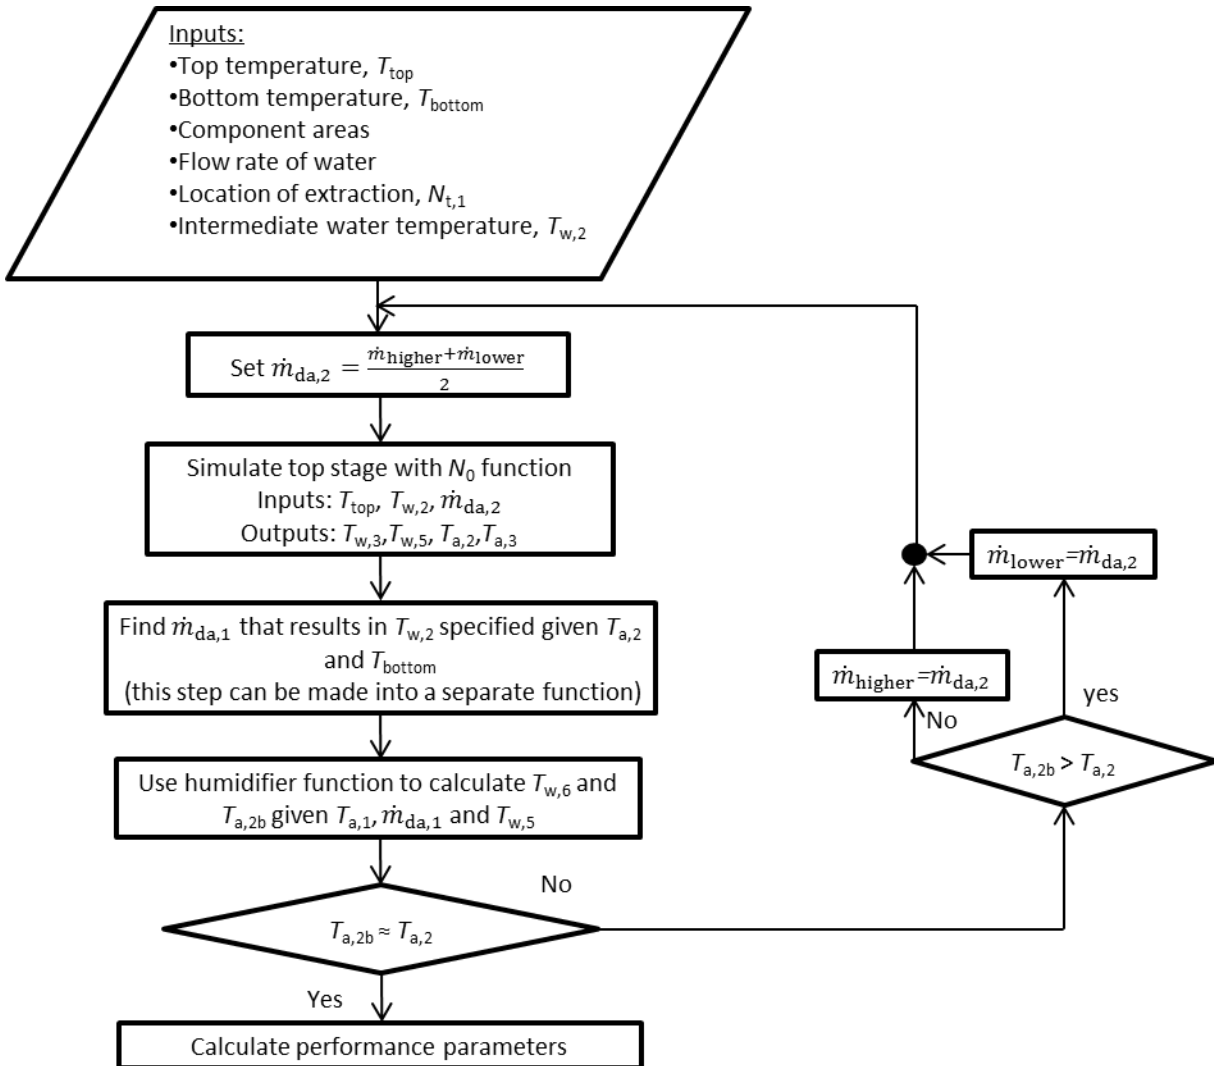 Inputs:
•Top temperature, T_top
•Bottom temperature, T_bottom
•Component areas
•Flow rate of water
•Location of extraction, N_t,1
•Intermediate water temperature, T_w,2
Set ṁ_da,2 = (ṁ_higher+ṁ_lower)/2
Simulate top stage with N_0 function
Inputs: T_top, T_w,2, ṁ_da,2
Outputs: T_w,3,T_w,5, T_a,2,T_a,3
Find ṁ_da,1 that results in T_w,2 specified given T_a,2
and T_bottom
(this step can be made into a separate function)
Use humidifier function to calculate T_w,6 and
T_a,2b given T_a,1, ṁ_da,1 and T_w,5
T_a,2b ≈ T_a,2
No
Yes
Calculate performance parameters
T_a,2b > T_a,2
No
yes
ṁ_higher=ṁ_da,2
ṁ_lower=ṁ_da,2